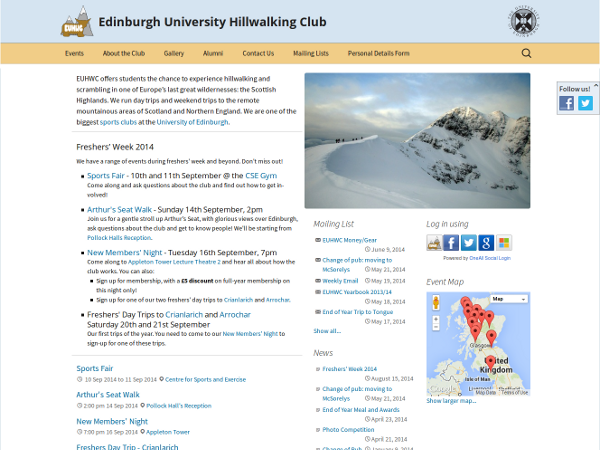 EUHWC
Edinburgh University Hillwalking Club
Events About the Club Gallery Alumni Contact Us Mailing Lists Personal Details Form
Follow us!
EUHWC offers students the chance to experience hillwalking and
scrambling in one of Europe's last great wildernesses: the Scottish
Highlands. We run day trips and weekend trips to the remote
mountainous areas of Scotland and Northern England. We are one of the
biggest sports clubs at the University of Edinburgh.
Freshers' Week 2014
We have a range of events during freshers' week and beyond. Don't miss out!
Sports Fair - 10th and 11th September @ the CSE Gym
Come along and ask questions about the club and find out how to get in-
volved!
Arthur's Seat Walk - Sunday 14th September, 2pm
Join us for a gentle stroll up Arthur's Seat, with glorious views over Edinburgh,
ask questions about the club and get to know people! We'll be starting from
Pollock Halls Reception.
New Members' Night - Tuesday 16th September, 7pm
Come along to Appleton Tower Lecture Theatre 2 and hear all about how the
club works. You can also:
Sign up for membership, with a £5 discount on full-year membership on
this night only!
Sign up for one of our two freshers' day trips to Crianlarich and Arrochar.
Freshers' Day Trips to Crianlarich and Arrochar
Saturday 20th and 21st September
Our first trips of the year. You need to come to our New Members' Night to
sign-up for one of these trips.
Sports Fair
10 Sep 2014 to 11 Sep 2014 Centre for Sports and Exercise
Arthur's Seat Walk
2:00 pm 14 Sep 2014 Pollock Hall's Reception
New Members' Night
7:00 pm 16 Sep 2014 Appleton Tower
Freshers Day Trip - Crianlarich
Mailing List
EUHWC Money/Gear
June 9, 2014
Change of pub: moving to
McSorleys
May 21, 2014
Weekly Email
May 19, 2014
EUHWC Yearbook 2013/14
May 18, 2014
End of Year Trip to Tongue
May 17, 2014
Show all...
News
Freshers' Week 2014
August 15, 2014
Change of pub: moving to
McSorleys
May 21, 2014
End of Year Meal and Awards
April 23, 2014
Photo Competition
April 21, 2014
Change of Pub
January 9, 2014
Log in using
Powered by OneAll Social Login
Event Map
Map
Glasgow
United
Kingdom
Isle of Man
Google
Map Data Terms of Use
Show larger map...